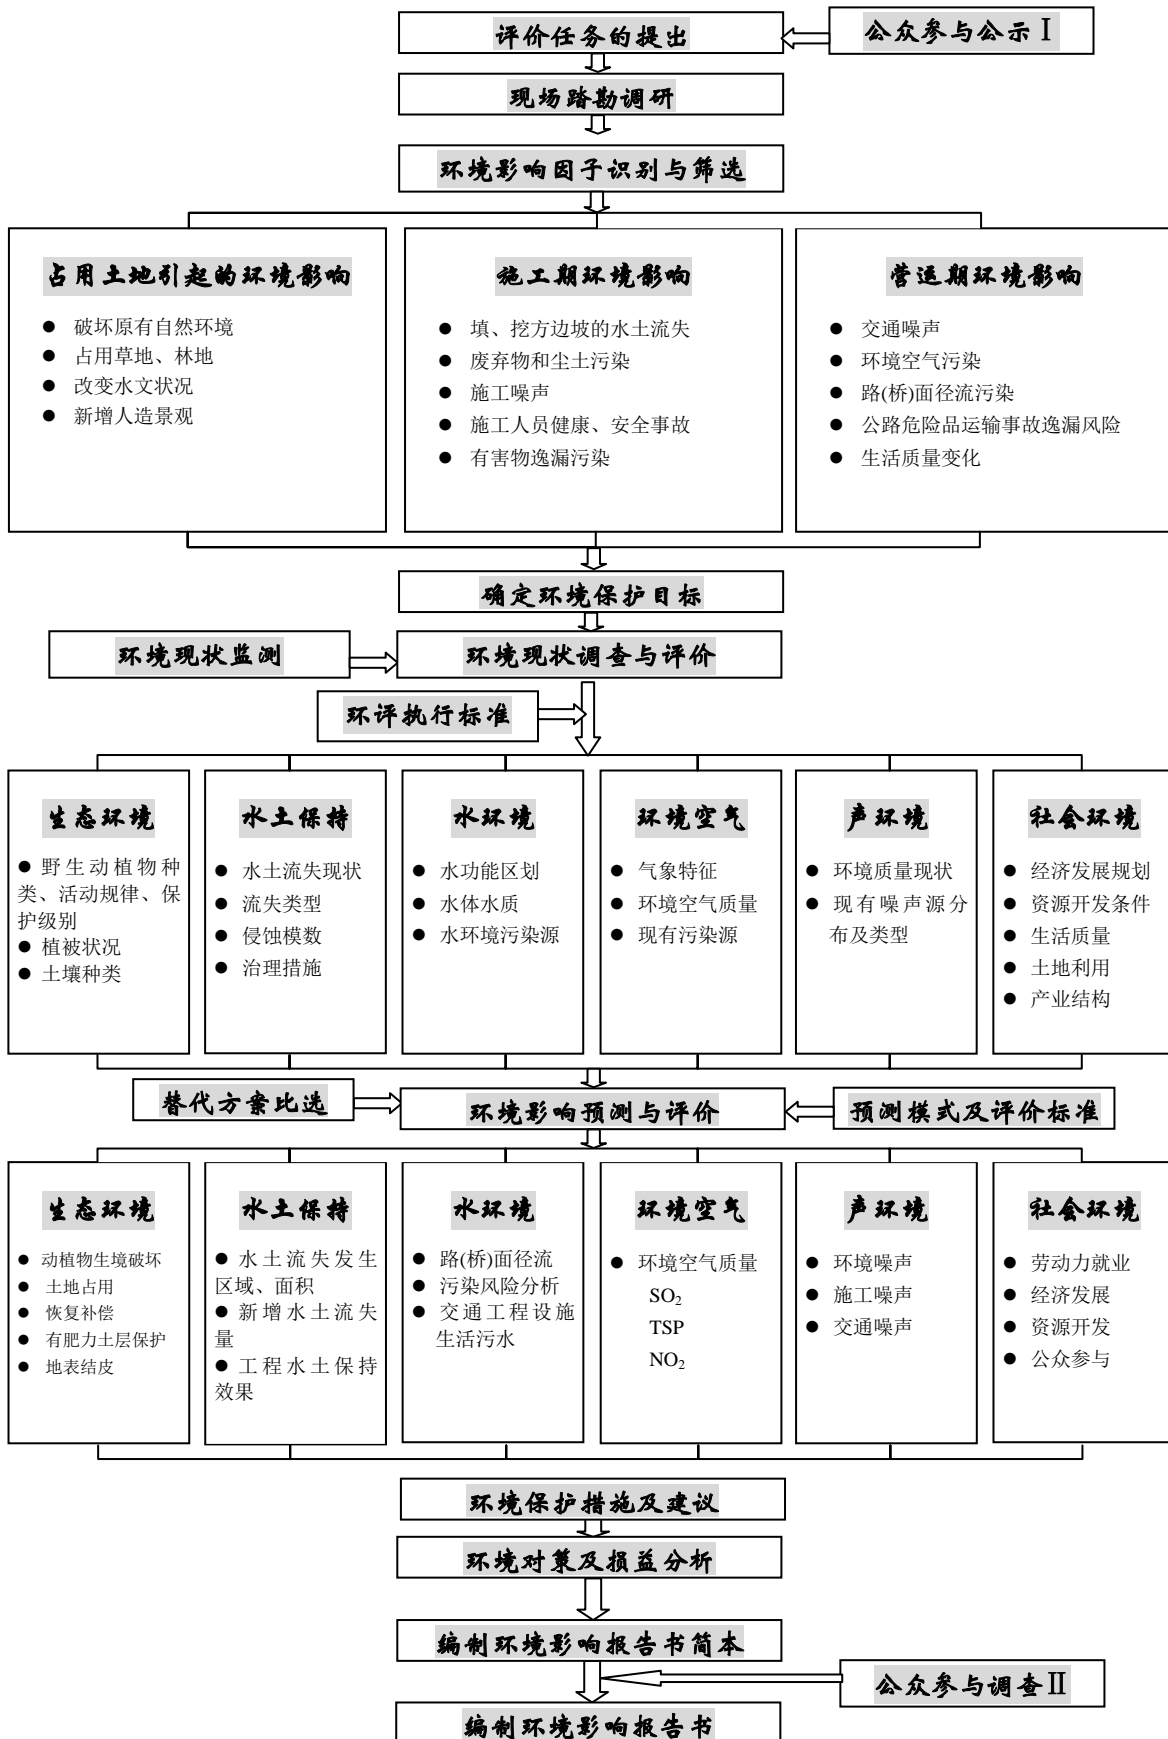 评价任务的提出
公众参与公示Ⅰ
现场踏勘调研
环境影响因子识别与筛选
占用土地引起的环境影响
● 破坏原有自然环境
● 占用草地、林地
● 改变水文状况
● 新增人造景观
施工期环境影响
● 填、挖方边坡的水土流失
● 废弃物和尘土污染
● 施工噪声
● 施工人员健康、安全事故
● 有害物逸漏污染
营运期环境影响
● 交通噪声
● 环境空气污染
● 路(桥)面径流污染
● 公路危险品运输事故逸漏风险
● 生活质量变化
确定环境保护目标
环境现状监测
环境现状调查与评价
环评执行标准
生态环境
● 野生动植物种
类、活动规律、保
护级别
● 植被状况
● 土壤种类
水土保持
● 水土流失现状
● 流失类型
● 侵蚀模数
● 治理措施
水环境
● 水功能区划
● 水体水质
● 水环境污染源
环境空气
● 气象特征
● 环境空气质量
● 现有污染源
声环境
● 环境质量现状
● 现有噪声源分
布及类型
社会环境
● 经济发展规划
● 资源开发条件
● 生活质量
● 土地利用
● 产业结构
替代方案比选
环境影响预测与评价
预测模式及评价标准
生态环境
● 动植物生境破坏
● 土地占用
● 恢复补偿
● 有肥力土层保护
● 地表结皮
水土保持
● 水土流失发生
区域、面积
● 新增水土流失
量
● 工程水土保持
效果
水环境
● 路(桥)面径流
● 污染风险分析
● 交通工程设施
生活污水
环境空气
● 环境空气质量
SO₂
TSP
NO₂
声环境
● 环境噪声
● 施工噪声
● 交通噪声
社会环境
● 劳动力就业
● 经济发展
● 资源开发
● 公众参与
环境保护措施及建议
环境对策及损益分析
编制环境影响报告书简本
公众参与调查Ⅱ
编制环境影响报告书